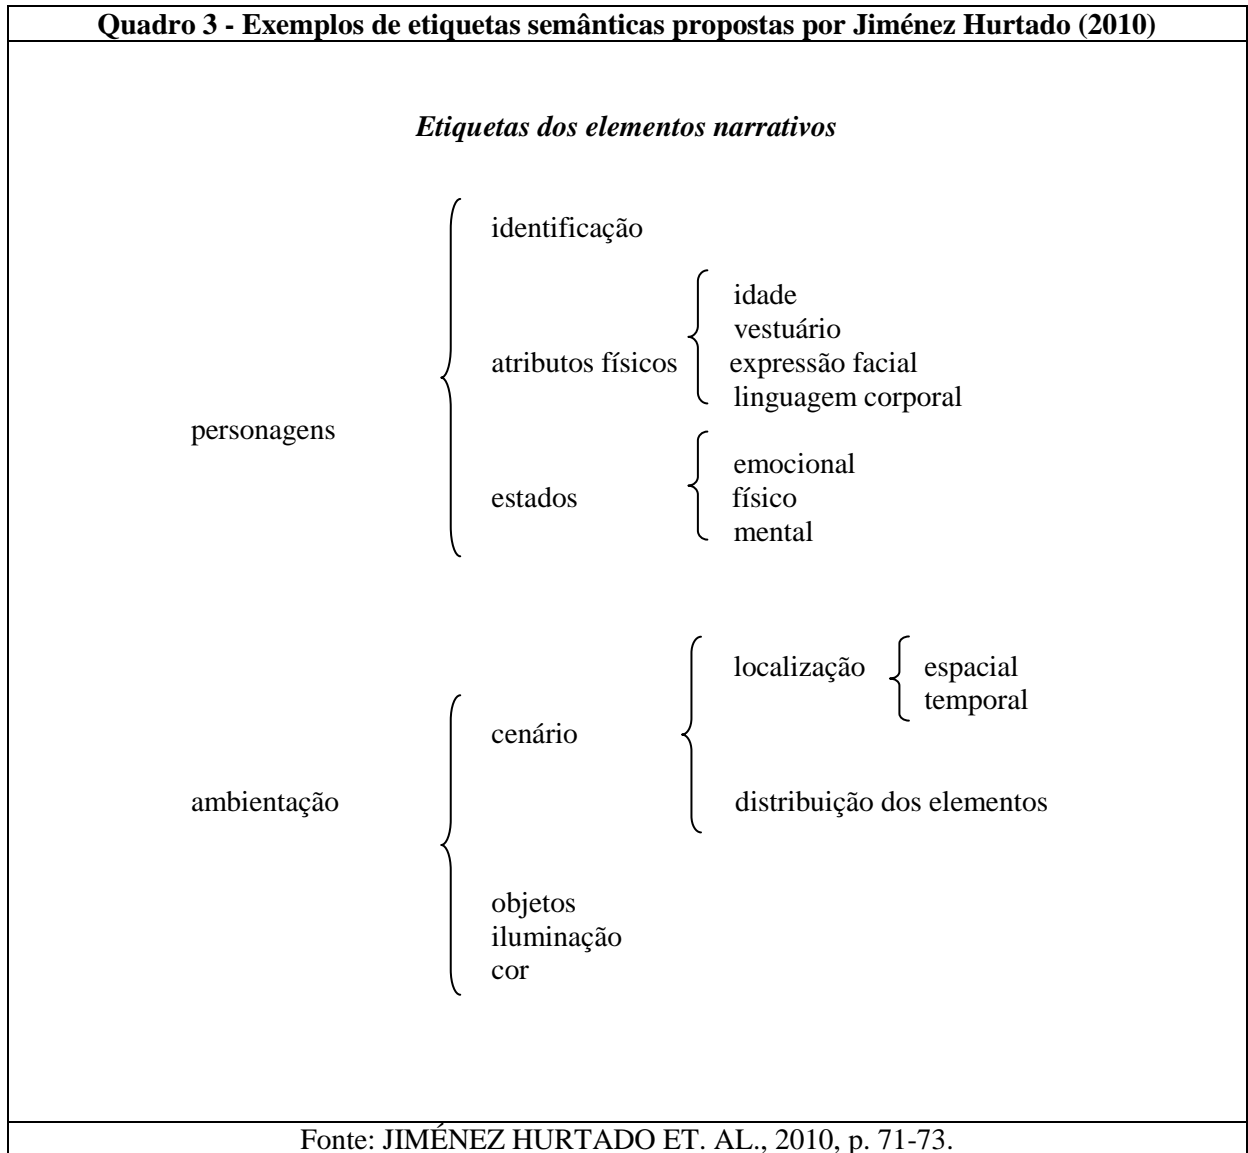 Quadro 3 - Exemplos de etiquetas semânticas propostas por Jiménez Hurtado (2010)
Etiquetas dos elementos narrativos
personagens
identificação
atributos físicos
idade
vestuário
expressão facial
linguagem corporal
estados
emocional
físico
mental
ambientação
cenário
localização
espacial
temporal
distribuição dos elementos
objetos
iluminação
cor
Fonte: JIMÉNEZ HURTADO ET. AL., 2010, p. 71-73.